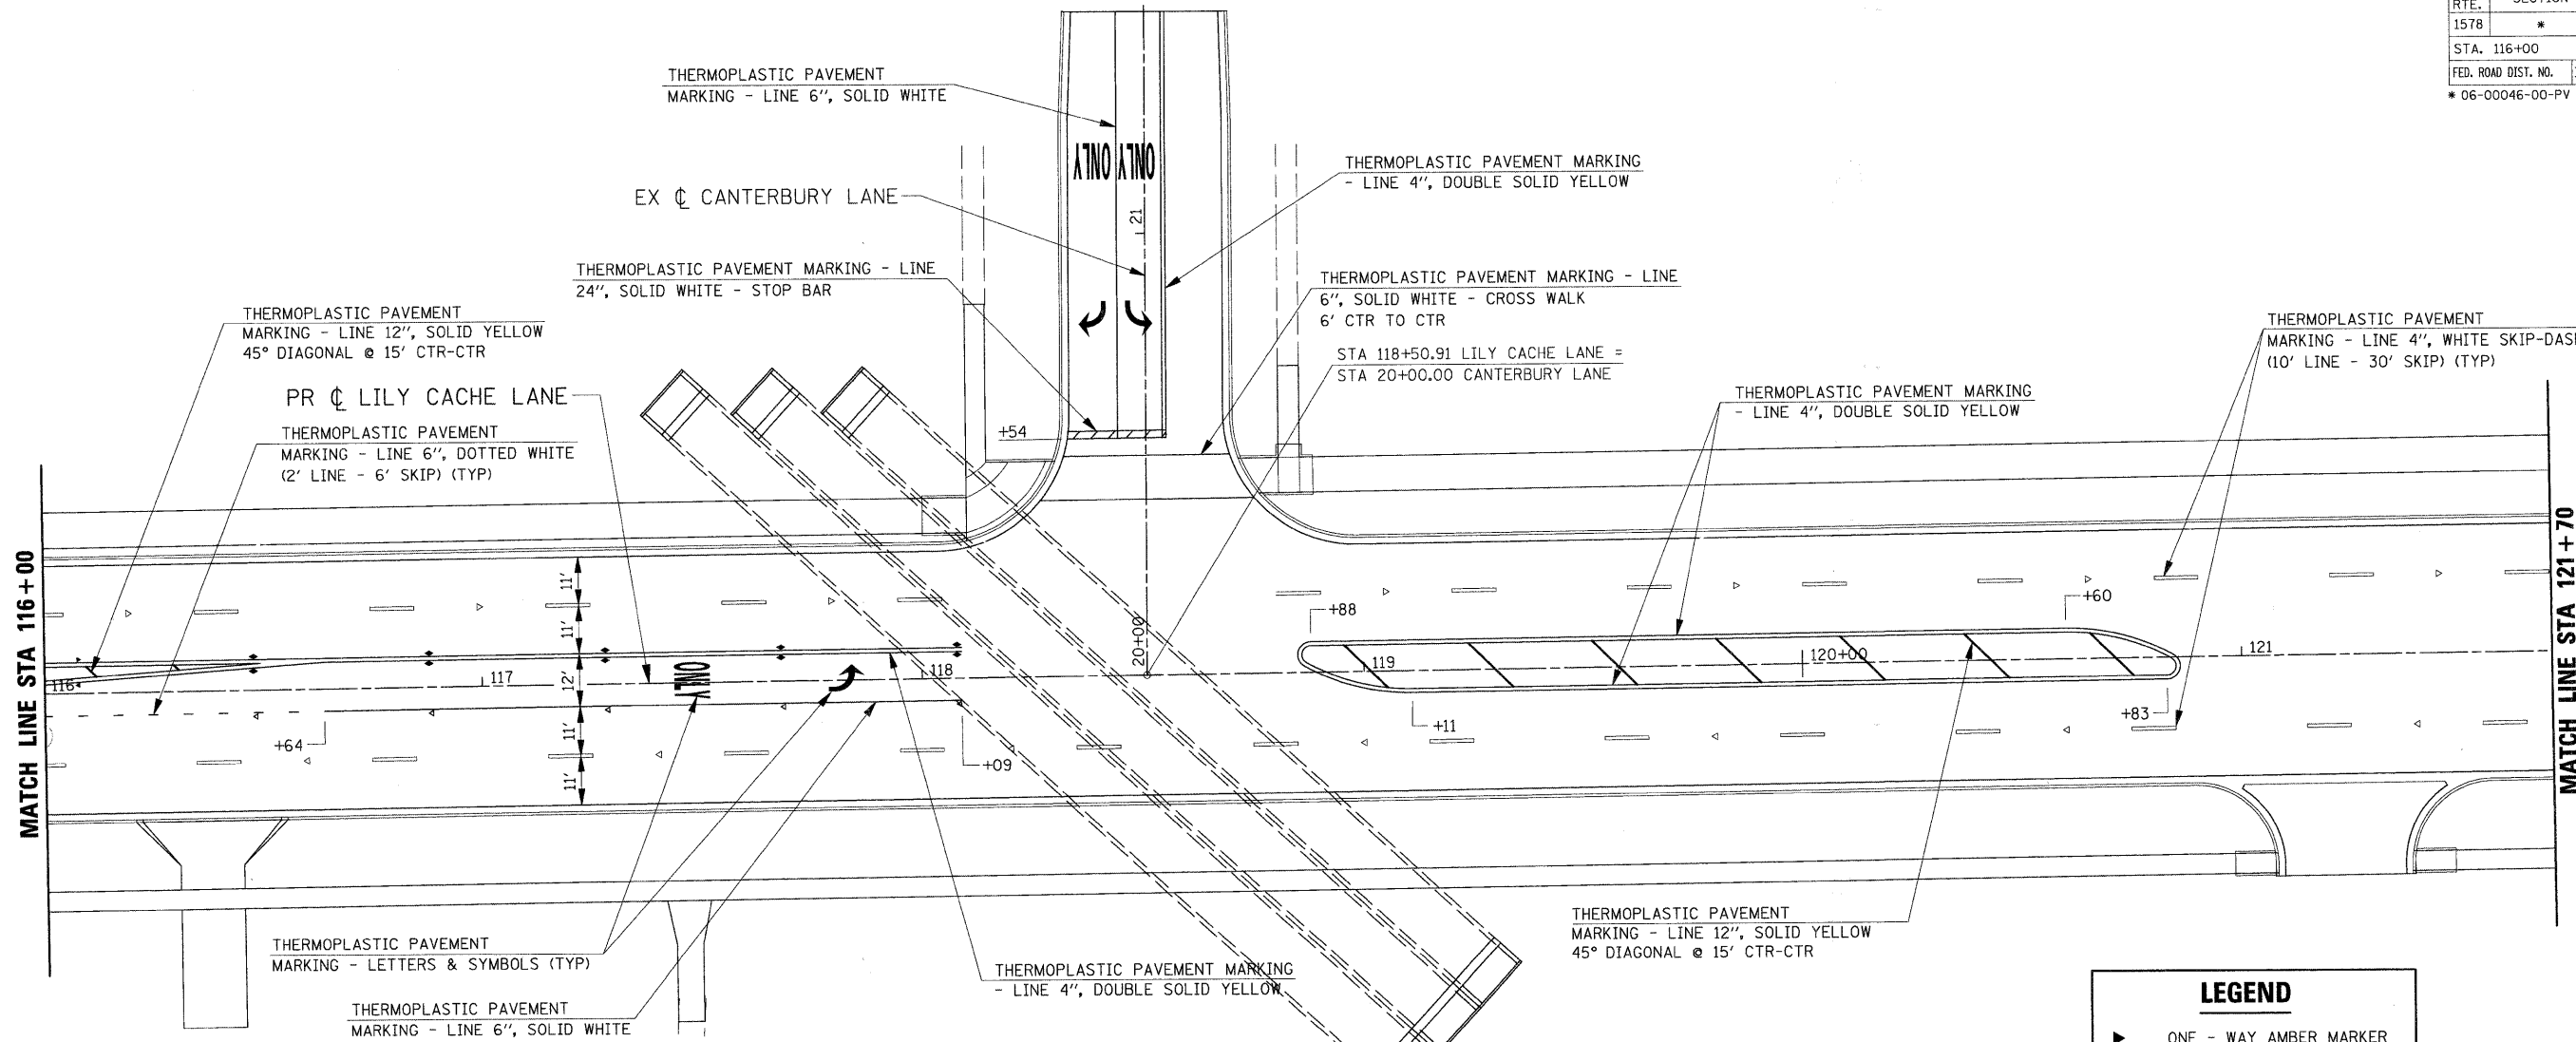 RTE.
1578 *
STA. 116+00
FED. ROAD DIST. NO.
* 06-00046-00-PV
THERMOPLASTIC PAVEMENT
MARKING - LINE 6", SOLID WHITE
ONLY ONLY
THERMOPLASTIC PAVEMENT MARKING
- LINE 4", DOUBLE SOLID YELLOW
EX ℄ CANTERBURY LANE
21
THERMOPLASTIC PAVEMENT MARKING - LINE
24", SOLID WHITE - STOP BAR
THERMOPLASTIC PAVEMENT MARKING - LINE
6", SOLID WHITE - CROSS WALK
6' CTR TO CTR
STA 118+50.91 LILY CACHE LANE =
STA 20+00.00 CANTERBURY LANE
THERMOPLASTIC PAVEMENT
MARKING - LINE 12", SOLID YELLOW
45° DIAGONAL @ 15' CTR-CTR
THERMOPLASTIC PAVEMENT
MARKING - LINE 4", WHITE SKIP-DAS
(10' LINE - 30' SKIP) (TYP)
PR ℄ LILY CACHE LANE
THERMOPLASTIC PAVEMENT MARKING
- LINE 4", DOUBLE SOLID YELLOW
THERMOPLASTIC PAVEMENT
MARKING - LINE 6", DOTTED WHITE
(2' LINE - 6' SKIP) (TYP)
+54
MATCH LINE STA 116+00
MATCH LINE STA 121+70
11'
11'
12'
11'
11'
116
117
ONLY
118
20+00
+88
119
120+00
+60
121
+64
+09
+11
+83
THERMOPLASTIC PAVEMENT
MARKING - LETTERS & SYMBOLS (TYP)
THERMOPLASTIC PAVEMENT
MARKING - LINE 6", SOLID WHITE
THERMOPLASTIC PAVEMENT MARKING
- LINE 4", DOUBLE SOLID YELLOW
THERMOPLASTIC PAVEMENT
MARKING - LINE 12", SOLID YELLOW
45° DIAGONAL @ 15' CTR-CTR
LEGEND
ONE - WAY AMBER MARKER